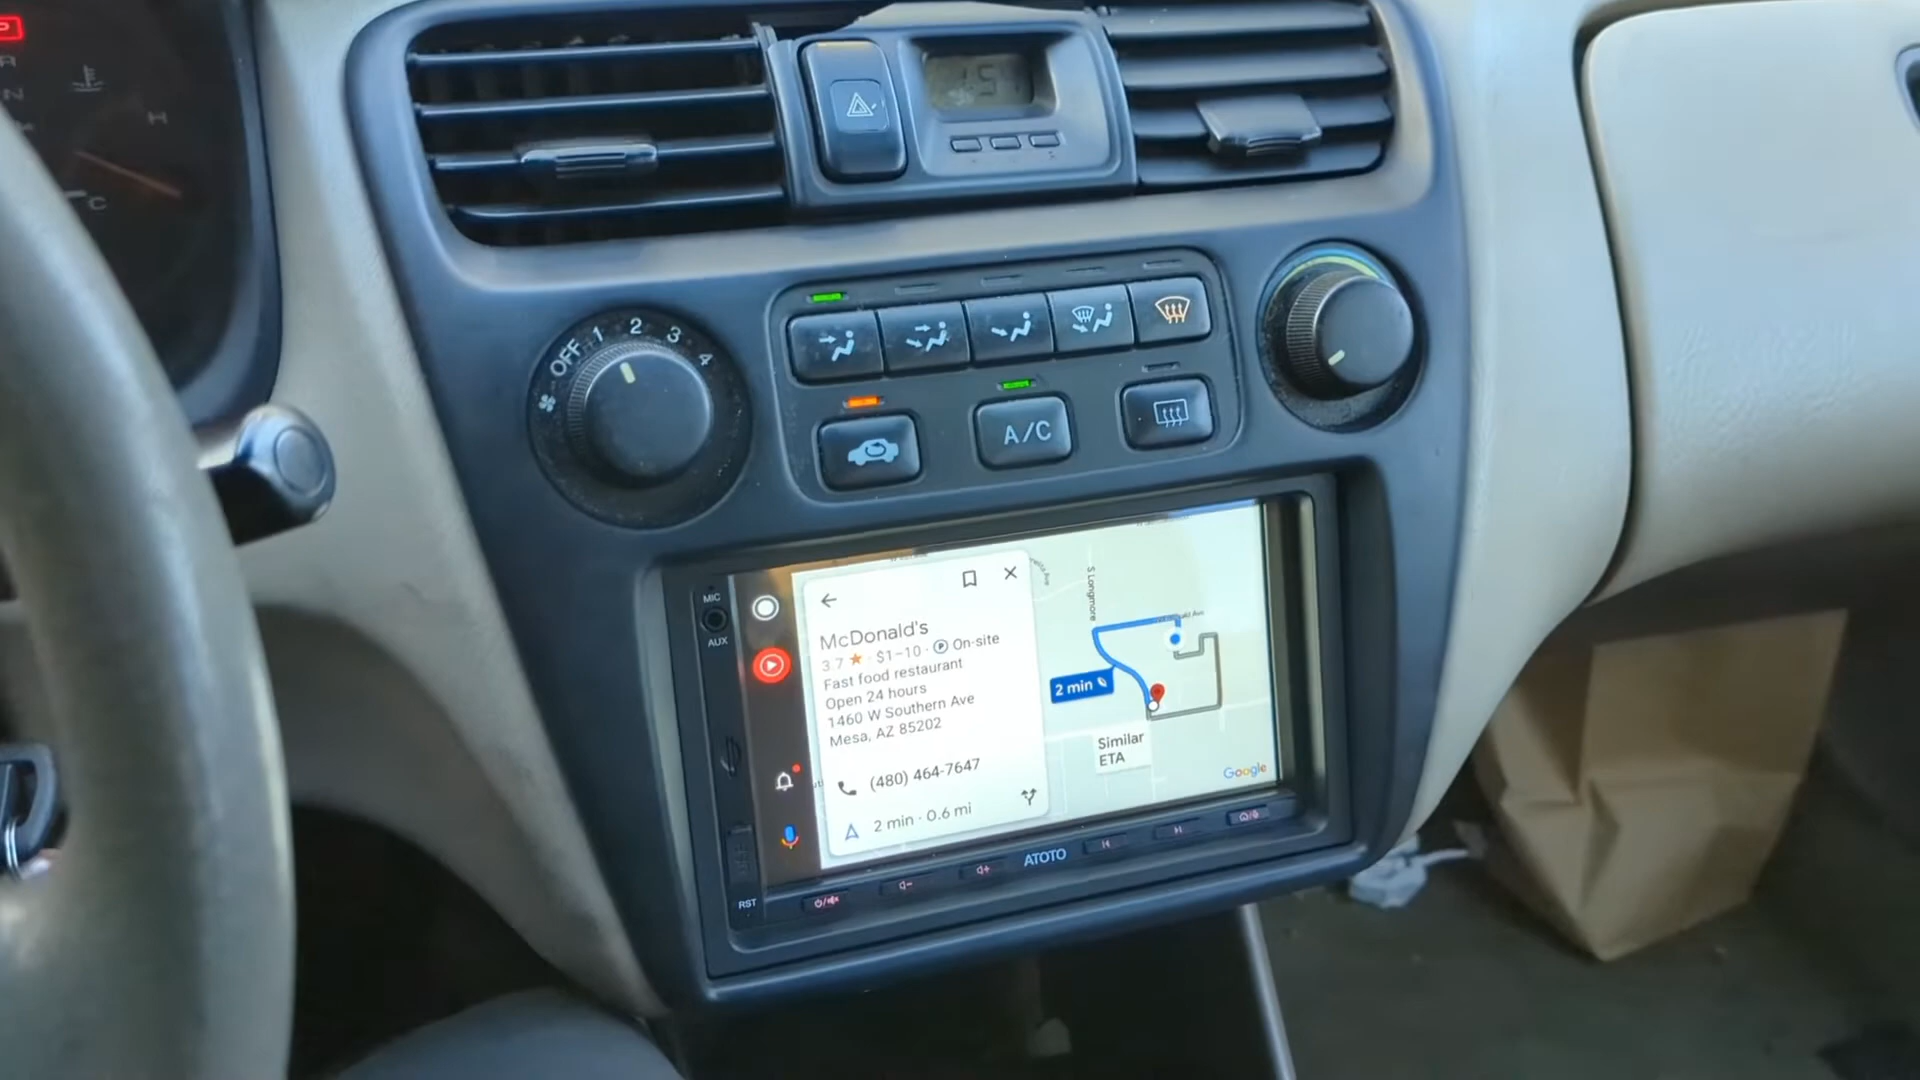 P
N
H
C
OFF 1 2 3 4
A/C
MIC
AUX
RST
McDonald's
3.7 ★ · $1–10 · Ⓟ On-site
Fast food restaurant
Open 24 hours
1460 W Southern Ave
Mesa, AZ 85202
(480) 464-7647
2 min · 0.6 mi
S Longmore
2 min
Similar
ETA
Google
ATOTO